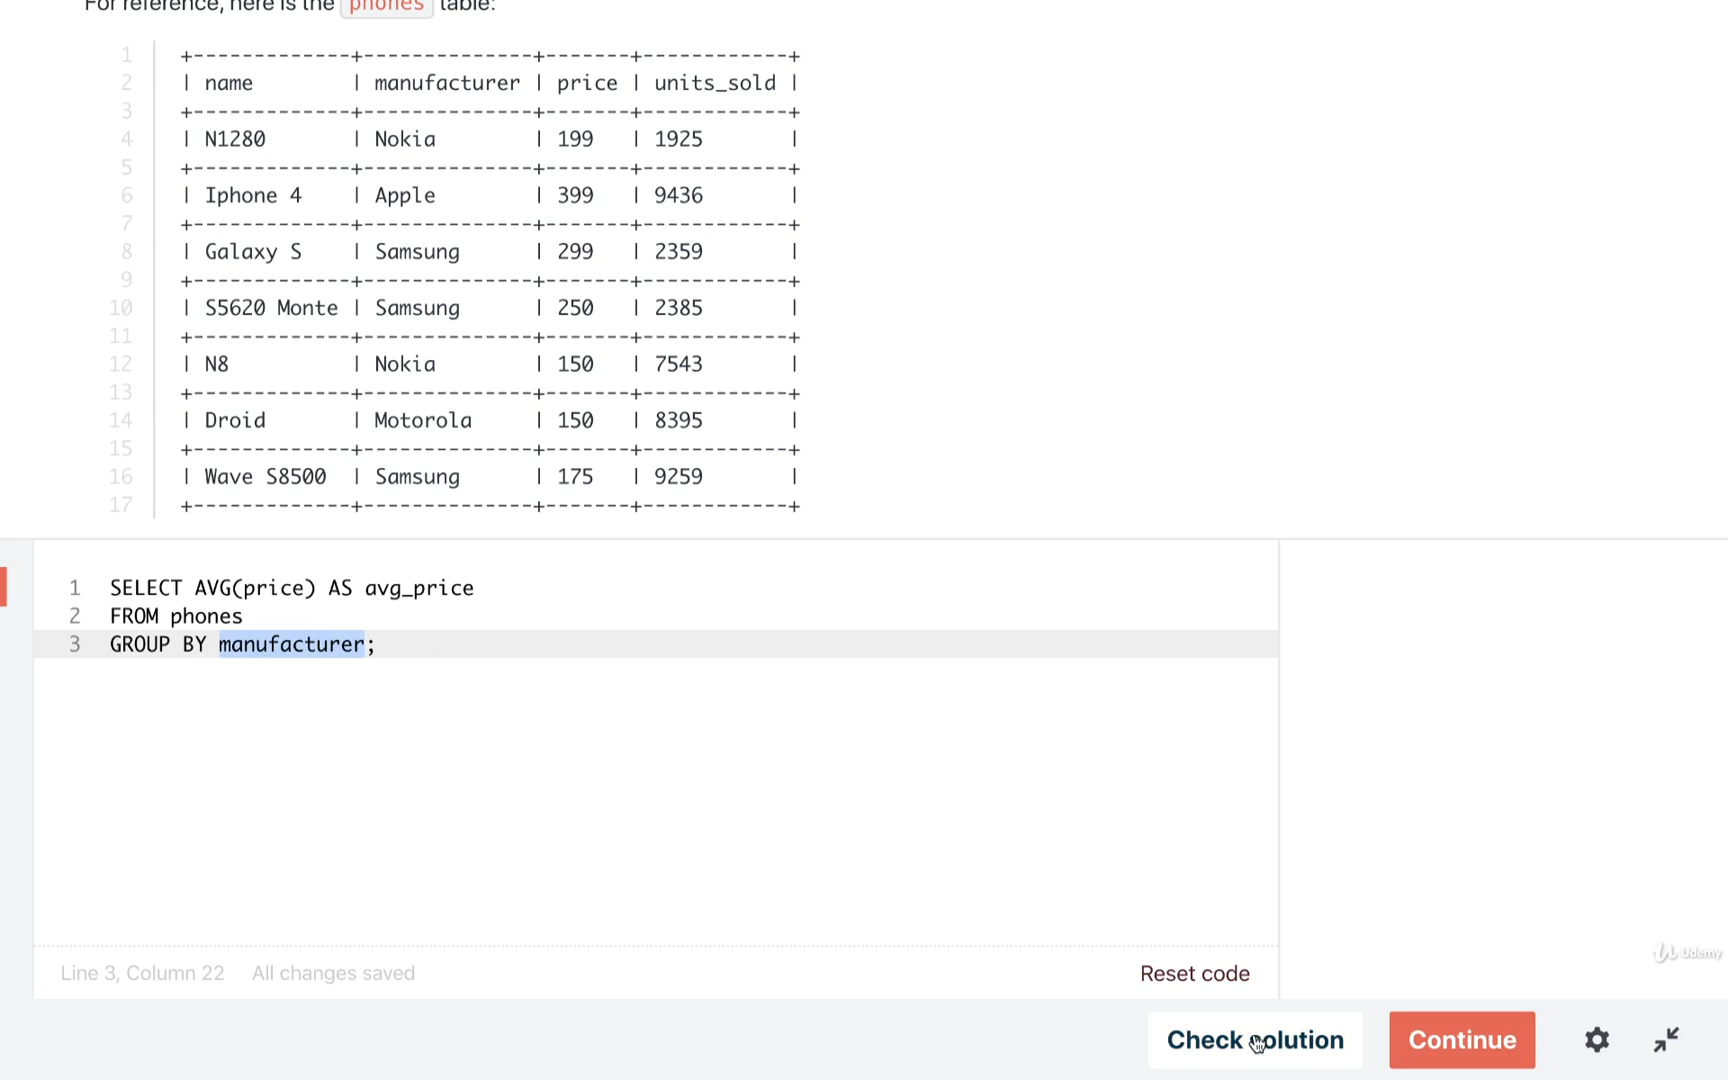 For reference, here is the phones table:
1 +-------------+--------------+-------+------------+
2 | name | manufacturer | price | units_sold |
3 +-------------+--------------+-------+------------+
4 | N1280 | Nokia | 199 | 1925 |
5 +-------------+--------------+-------+------------+
6 | Iphone 4 | Apple | 399 | 9436 |
7 +-------------+--------------+-------+------------+
8 | Galaxy S | Samsung | 299 | 2359 |
9 +-------------+--------------+-------+------------+
10 | S5620 Monte | Samsung | 250 | 2385 |
11 +-------------+--------------+-------+------------+
12 | N8 | Nokia | 150 | 7543 |
13 +-------------+--------------+-------+------------+
14 | Droid | Motorola | 150 | 8395 |
15 +-------------+--------------+-------+------------+
16 | Wave S8500 | Samsung | 175 | 9259 |
17 +-------------+--------------+-------+------------+
1 SELECT AVG(price) AS avg_price
2 FROM phones
3 GROUP BY manufacturer;
Udemy
Line 3, Column 22 All changes saved Reset code
Check solution Continue